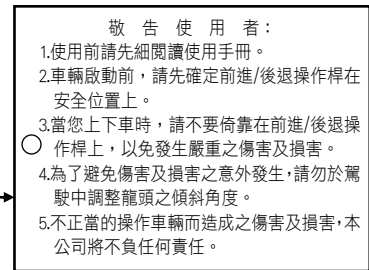 敬 告 使 用 者：
1.使用前請先細閱讀使用手冊。
2.車輛啟動前，請先確定前進/後退操作桿在
安全位置上。
3.當您上下車時，請不要倚靠在前進/後退操
作桿上，以免發生嚴重之傷害及損害。
4.為了避免傷害及損害之意外發生，請勿於駕
駛中調整龍頭之傾斜角度。
5.不正當的操作車輛而造成之傷害及損害，本
公司將不負任何責任。